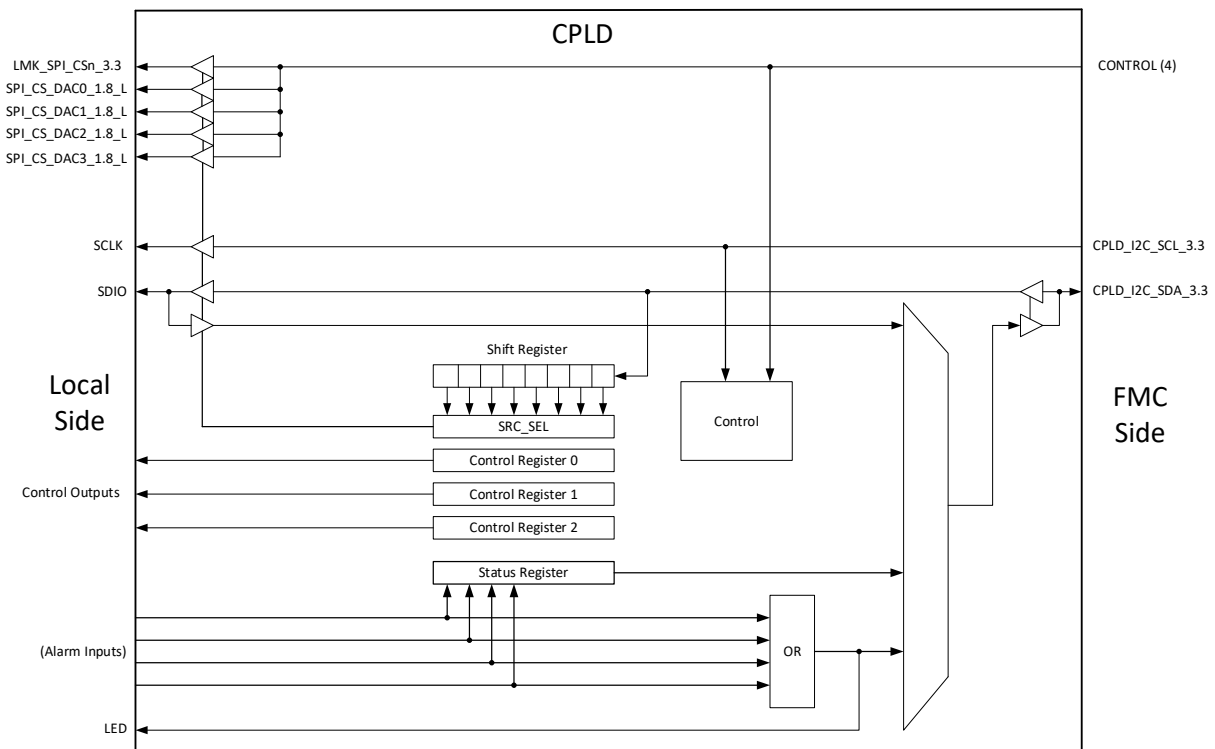 CPLD
LMK_SPI_CSn_3.3
CONTROL (4)
SPI_CS_DAC0_1.8_L
SPI_CS_DAC1_1.8_L
SPI_CS_DAC2_1.8_L
SPI_CS_DAC3_1.8_L
SCLK
CPLD_I2C_SCL_3.3
SDIO
CPLD_I2C_SDA_3.3
Shift Register
Local
Side
SRC_SEL
Control
FMC
Side
Control Register 0
Control Outputs
Control Register 1
Control Register 2
Status Register
(Alarm Inputs)
OR
LED